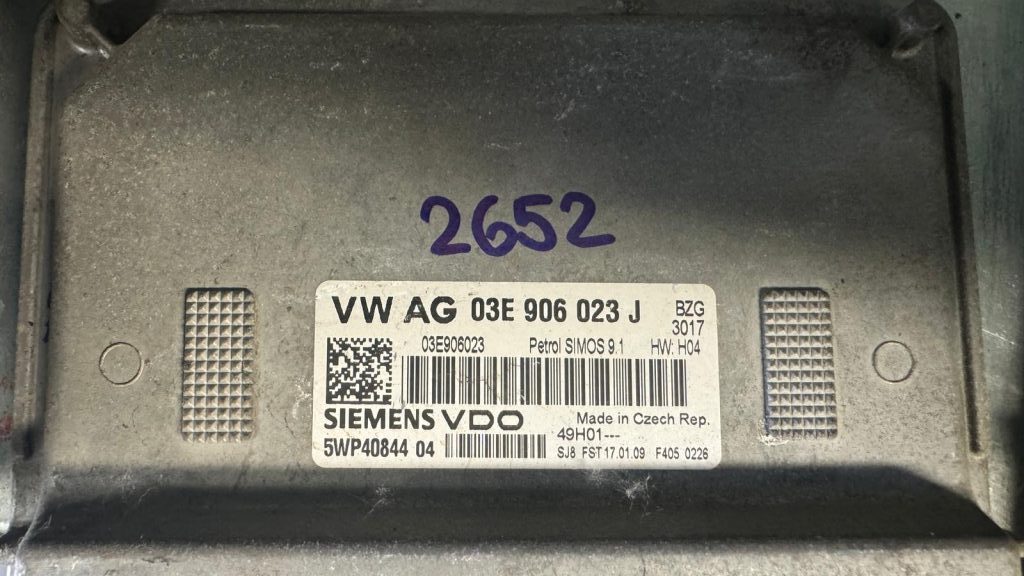 2652
VW AG 03E 906 023 J BZG
3017
03E906023 Petrol SIMOS 9.1 HW: H04
SIEMENS VDO Made in Czech Rep.
49H01---
5WP40844 04 SJ8 FST 17.01.09 F405 0226